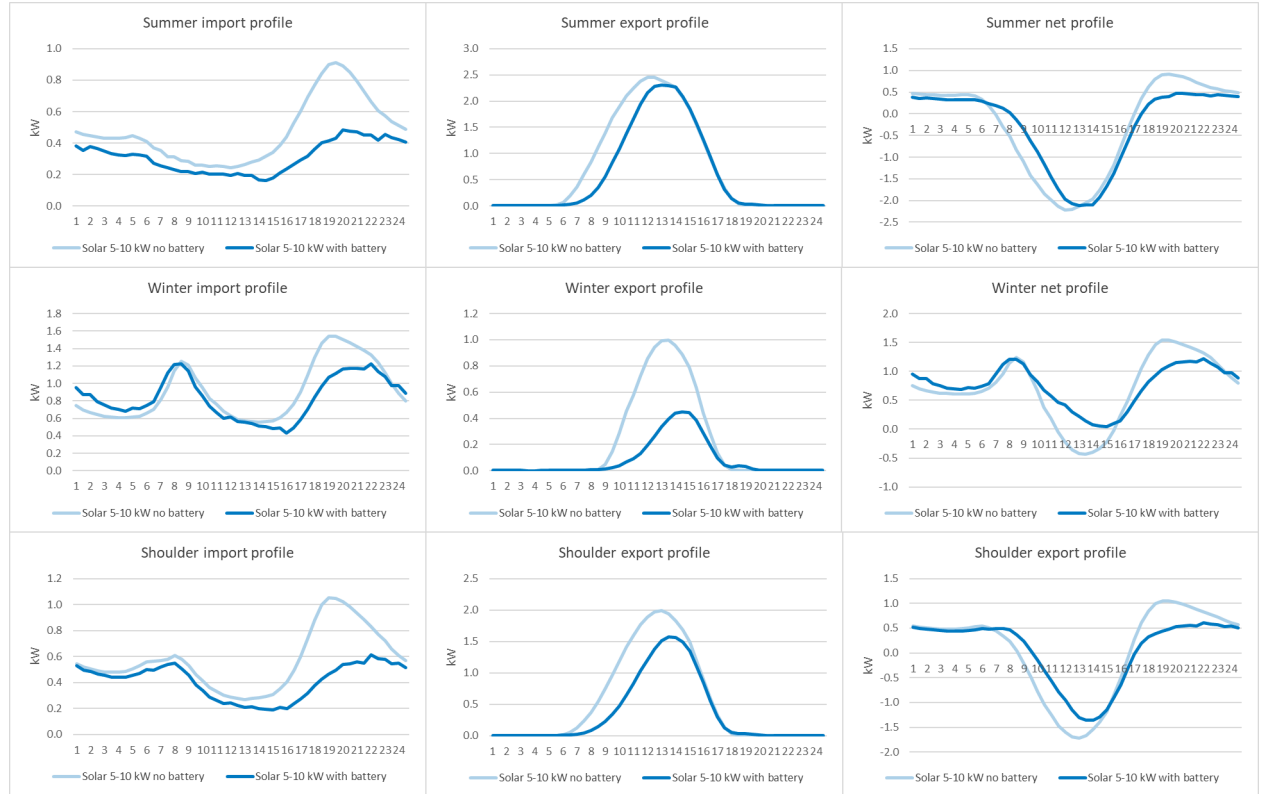 Summer import profile
1.0
0.8
0.6
0.4
0.2
0.0
kW
1 2 3 4 5 6 7 8 9 10 11 12 13 14 15 16 17 18 19 20 21 22 23 24
Solar 5-10 kW no battery Solar 5-10 kW with battery
Summer export profile
3.0
2.5
2.0
1.5
1.0
0.5
0.0
kW
1 2 3 4 5 6 7 8 9 10 11 12 13 14 15 16 17 18 19 20 21 22 23 24
Solar 5-10 kW no battery Solar 5-10 kW with battery
Summer net profile
1.5
1.0
0.5
0.0
-0.5
-1.0
-1.5
-2.0
-2.5
kW
1 2 3 4 5 6 7 8 9 10 11 12 13 14 15 16 17 18 19 20 21 22 23 24
Solar 5-10 kW no battery Solar 5-10 kW with battery
Winter import profile
1.8
1.6
1.4
1.2
1.0
0.8
0.6
0.4
0.2
0.0
kW
1 2 3 4 5 6 7 8 9 10 11 12 13 14 15 16 17 18 19 20 21 22 23 24
Solar 5-10 kW no battery Solar 5-10 kW with battery
Winter export profile
1.2
1.0
0.8
0.6
0.4
0.2
0.0
kW
1 2 3 4 5 6 7 8 9 10 11 12 13 14 15 16 17 18 19 20 21 22 23 24
Solar 5-10 kW no battery Solar 5-10 kW with battery
Winter net profile
2.0
1.5
1.0
0.5
0.0
-0.5
-1.0
kW
1 2 3 4 5 6 7 8 9 10 11 12 13 14 15 16 17 18 19 20 21 22 23 24
Solar 5-10 kW no battery Solar 5-10 kW with battery
Shoulder import profile
1.2
1.0
0.8
0.6
0.4
0.2
0.0
kW
1 2 3 4 5 6 7 8 9 10 11 12 13 14 15 16 17 18 19 20 21 22 23 24
Solar 5-10 kW no battery Solar 5-10 kW with battery
Shoulder export profile
2.5
2.0
1.5
1.0
0.5
0.0
kW
1 2 3 4 5 6 7 8 9 10 11 12 13 14 15 16 17 18 19 20 21 22 23 24
Solar 5-10 kW no battery Solar 5-10 kW with battery
Shoulder export profile
1.5
1.0
0.5
0.0
-0.5
-1.0
-1.5
-2.0
kW
1 2 3 4 5 6 7 8 9 10 11 12 13 14 15 16 17 18 19 20 21 22 23 24
Solar 5-10 kW no battery Solar 5-10 kW with battery